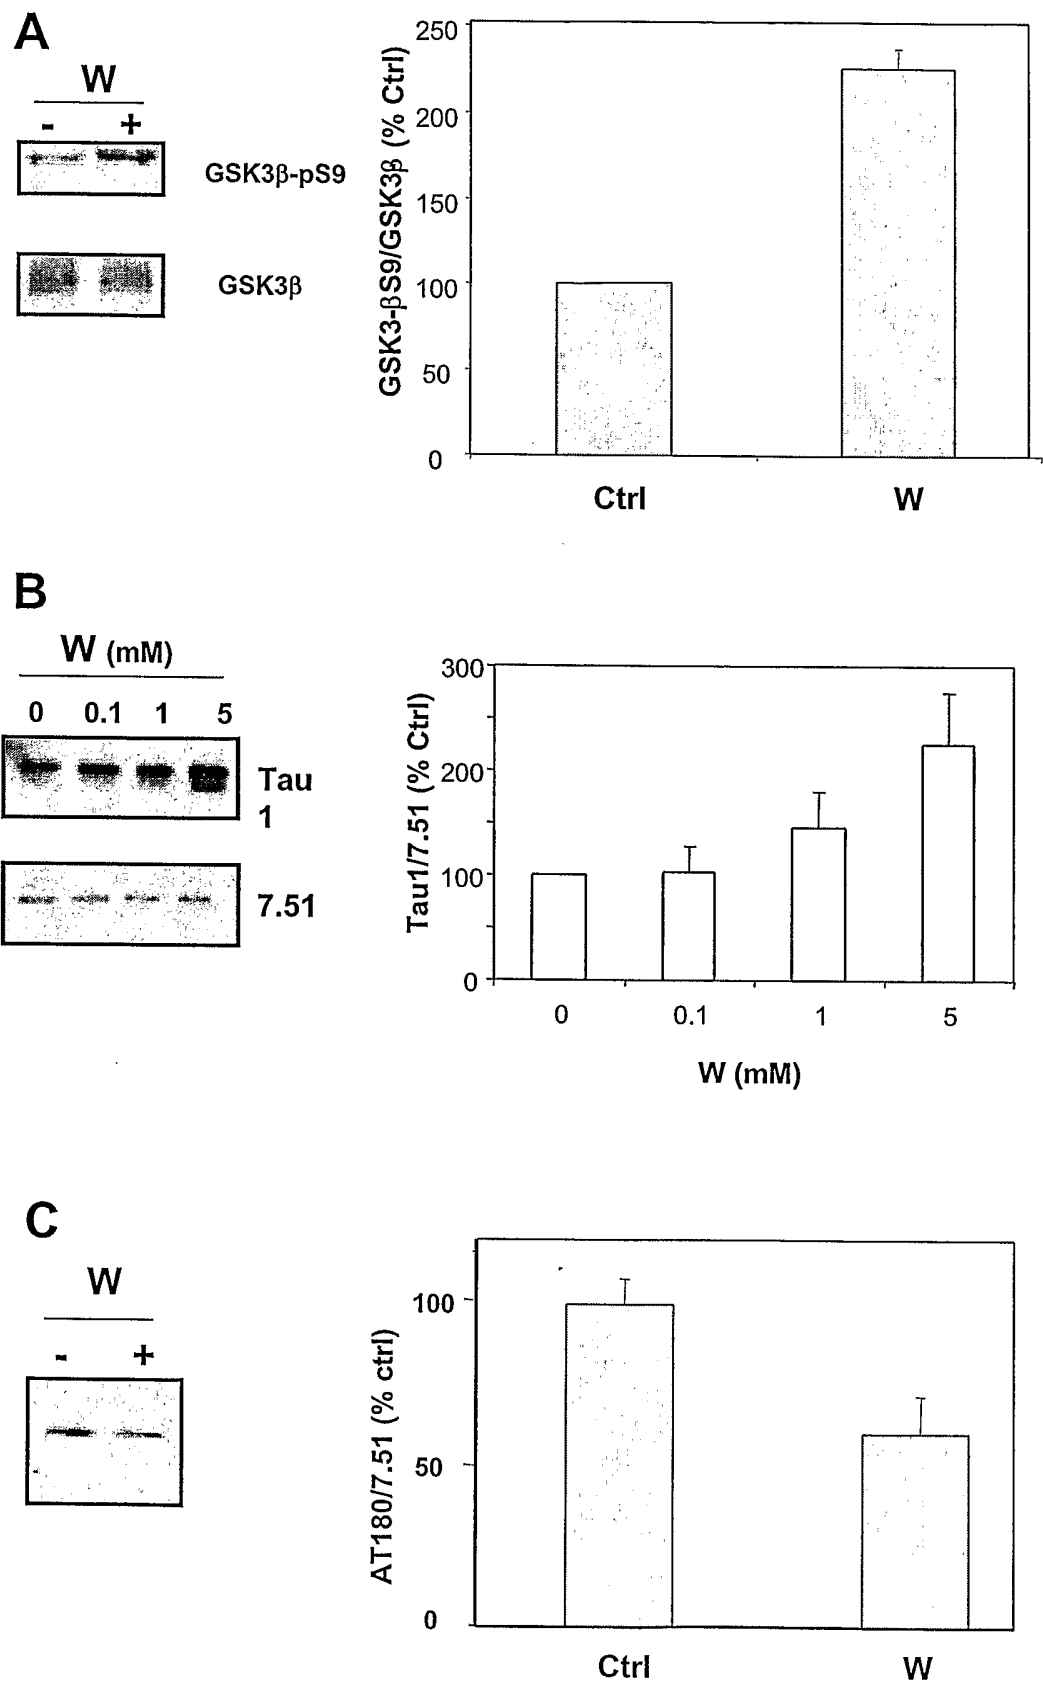 A
W
- +
GSK3β-pS9
GSK3β
GSK3-βS9/GSK3β (% Ctrl)
250
200
150
100
50
0
Ctrl W
B
W (mM)
0 0.1 1 5
Tau
1
7.51
Tau1/7.51 (% Ctrl)
300
200
100
0
0 0.1 1 5
W (mM)
C
W
- +
AT180/7.51 (% ctrl)
100
50
0
Ctrl W